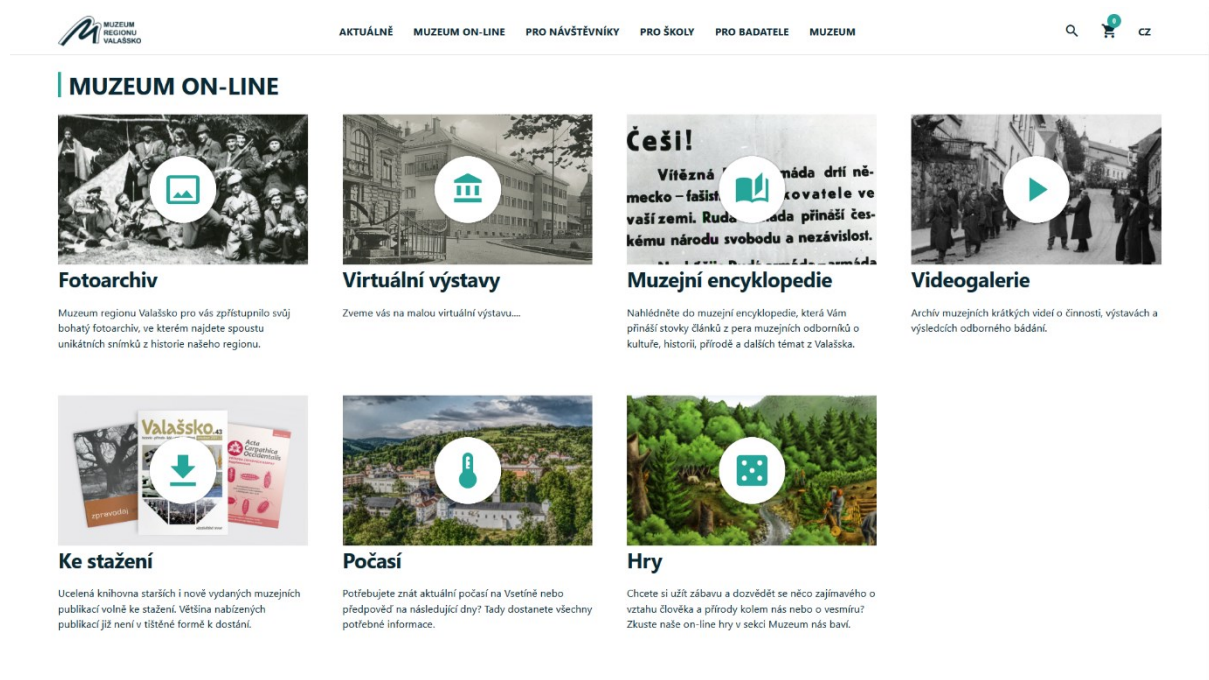 MUZEUM
REGIONU
VALAŠSKO
AKTUÁLNĚ MUZEUM ON-LINE PRO NÁVŠTĚVNÍKY PRO ŠKOLY PRO BADATELE MUZEUM
0
CZ
MUZEUM ON-LINE
Češi!
Vítězná máda drtí ně-
mecko–fašist kovatele ve
vaší zemi. Rudá da přináší čes-
kému národu svobodu a nezávislost.
Fotoarchiv
Muzeum regionu Valašsko pro vás zpřístupnilo svůj
bohatý fotoarchiv, ve kterém najdete spoustu
unikátních snímků z historie našeho regionu.
Virtuální výstavy
Zveme vás na malou virtuální výstavu....
Muzejní encyklopedie
Nahlédněte do muzejní encyklopedie, která Vám
přináší stovky článků z pera muzejních odborníků o
kultuře, historii, přírodě a dalších témat z Valašska.
Videogalerie
Archív muzejních krátkých videí o činnosti, výstavách a
výsledcích odborného bádání.
zpravodaj
Valašsko
Acta
Carpathica
Occidentalis
Ke stažení
Ucelená knihovna starších i nově vydaných muzejních
publikací volně ke stažení. Většina nabízených
publikací již není v tištěné formě k dostání.
Počasí
Potřebujete znát aktuální počasí na Vsetíně nebo
předpověď na následující dny? Tady dostanete všechny
potřebné informace.
Hry
Chcete si užít zábavu a dozvědět se něco zajímavého o
vztahu člověka a přírody kolem nás nebo o vesmíru?
Zkuste naše on-line hry v sekci Muzeum nás baví.